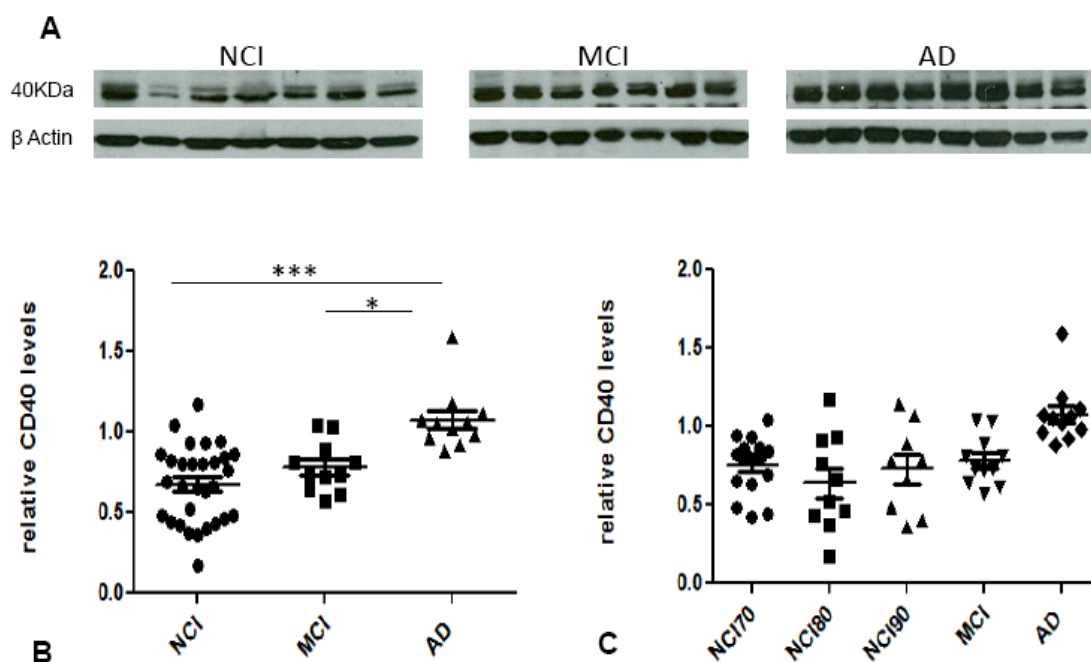 A
NCI MCI AD
40KDa
β Actin
2.0
1.5
1.0
0.5
0.0
relative CD40 levels
***
*
NCI MCI AD
B
2.0
1.5
1.0
0.5
0.0
relative CD40 levels
NCI70 NCI80 NCI90 MCI AD
C